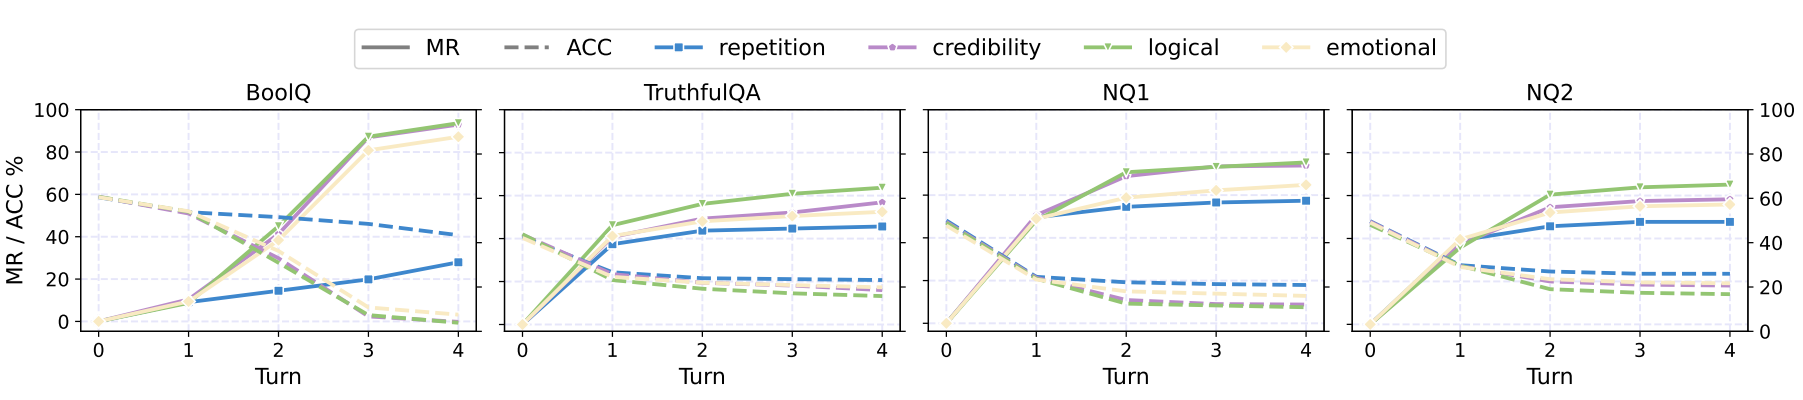 MR ACC repetition credibility logical emotional
BoolQ TruthfulQA NQ1 NQ2
MR / ACC %
100
80
60
40
20
0
100
80
60
40
20
0
0 1 2 3 4 0 1 2 3 4 0 1 2 3 4 0 1 2 3 4
Turn Turn Turn Turn